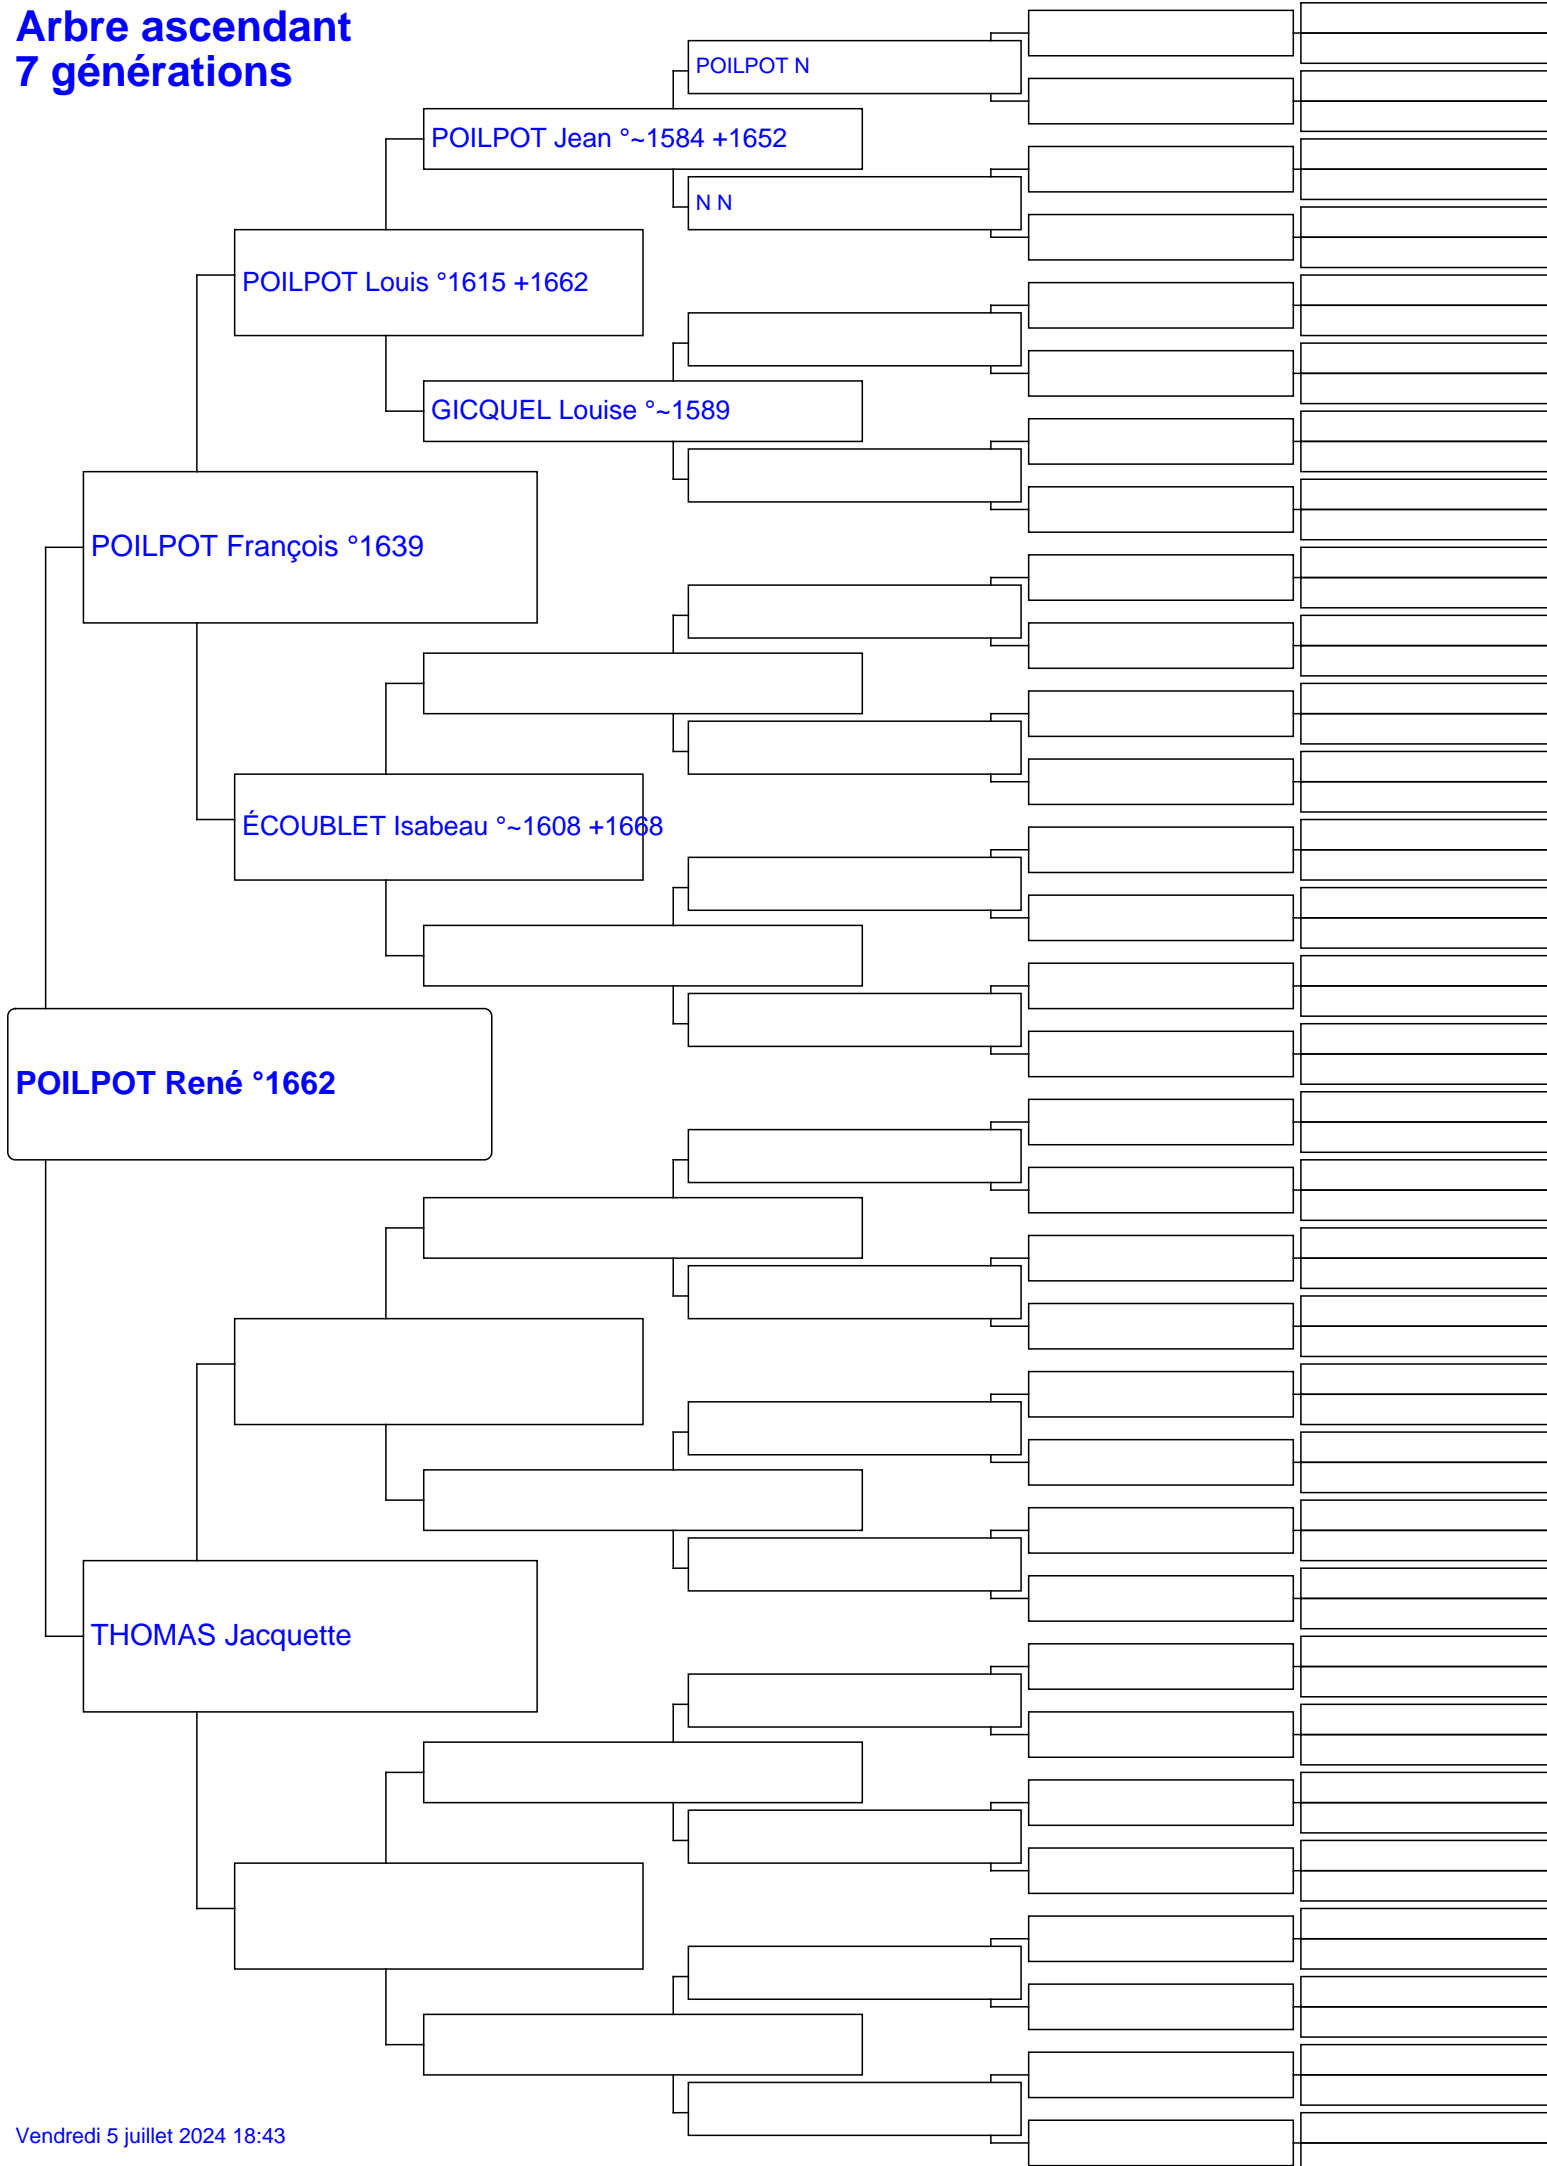 Arbre ascendant
7 générations
POILPOT N
POILPOT Jean °~1584 +1652
N N
POILPOT Louis °1615 +1662
GICQUEL Louise °~1589
POILPOT François °1639
ÉCOUBLET Isabeau °~1608 +1668
POILPOT René °1662
THOMAS Jacquette
Vendredi 5 juillet 2024 18:43